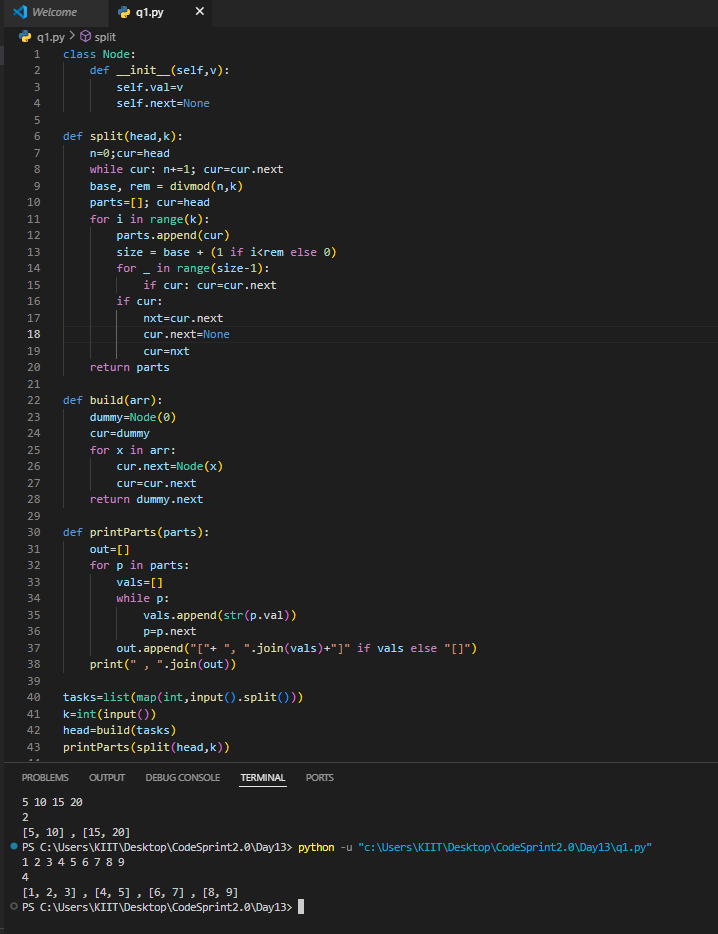 Welcome
q1.py ×
q1.py > split
1 class Node:
2     def __init__(self,v):
3         self.val=v
4         self.next=None
5
6 def split(head,k):
7     n=0;cur=head
8     while cur: n+=1; cur=cur.next
9     base, rem = divmod(n,k)
10     parts=[]; cur=head
11     for i in range(k):
12         parts.append(cur)
13         size = base + (1 if i<rem else 0)
14         for _ in range(size-1):
15             if cur: cur=cur.next
16         if cur:
17             nxt=cur.next
18             cur.next=None
19             cur=nxt
20     return parts
21
22 def build(arr):
23     dummy=Node(0)
24     cur=dummy
25     for x in arr:
26         cur.next=Node(x)
27         cur=cur.next
28     return dummy.next
29
30 def printParts(parts):
31     out=[]
32     for p in parts:
33         vals=[]
34         while p:
35             vals.append(str(p.val))
36             p=p.next
37         out.append("["+ ", ".join(vals)+"]" if vals else "[]")
38     print(" , ".join(out))
39
40 tasks=list(map(int,input().split()))
41 k=int(input())
42 head=build(tasks)
43 printParts(split(head,k))
PROBLEMS OUTPUT DEBUG CONSOLE TERMINAL PORTS
5 10 15 20
2
[5, 10] , [15, 20]
PS C:\Users\KIIT\Desktop\CodeSprint2.0\Day13> python -u "c:\Users\KIIT\Desktop\CodeSprint2.0\Day13\q1.py"
1 2 3 4 5 6 7 8 9
4
[1, 2, 3] , [4, 5] , [6, 7] , [8, 9]
PS C:\Users\KIIT\Desktop\CodeSprint2.0\Day13>